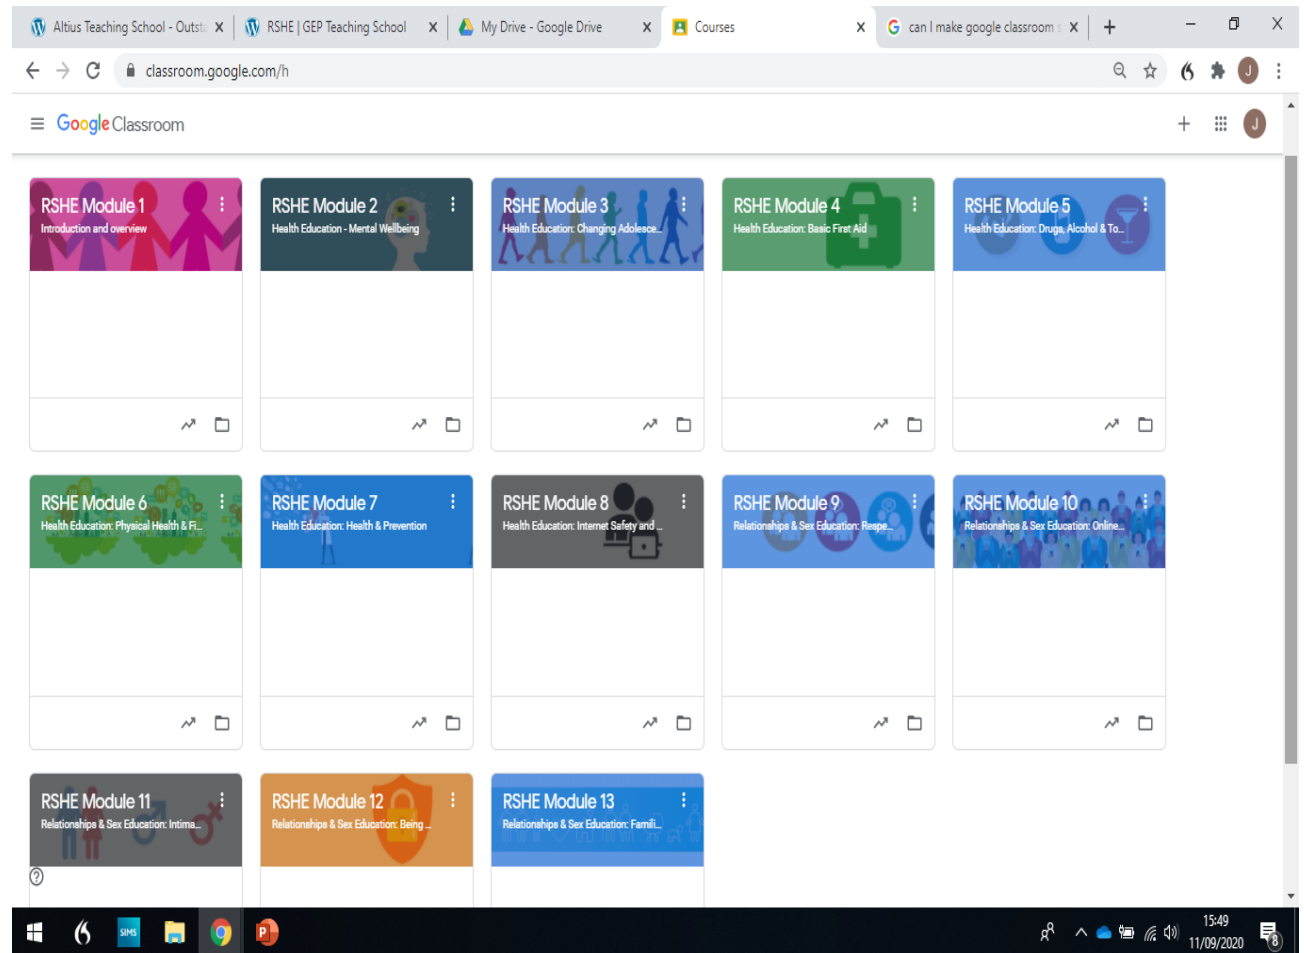 Altius Teaching School - Outsta
RSHE | GEP Teaching School
My Drive - Google Drive
Courses
can I make google classroom s
classroom.google.com/h
J
Google Classroom
J
RSHE Module 1
Introduction and overview
RSHE Module 2
Health Education - Mental Wellbeing
RSHE Module 3
Health Education: Changing Adolesce...
RSHE Module 4
Health Education: Basic First Aid
RSHE Module 5
Health Education: Drugs, Alcohol & To...
RSHE Module 6
Health Education: Physical Health & Fi...
RSHE Module 7
Health Education: Health & Prevention
RSHE Module 8
Health Education: Internet Safety and ...
RSHE Module 9
Relationships & Sex Education: Respe...
RSHE Module 10
Relationships & Sex Education: Online...
RSHE Module 11
Relationships & Sex Education: Intima...
RSHE Module 12
Relationships & Sex Education: Being ...
RSHE Module 13
Relationships & Sex Education: Famili...
SIMS
15:49
11/09/2020
8